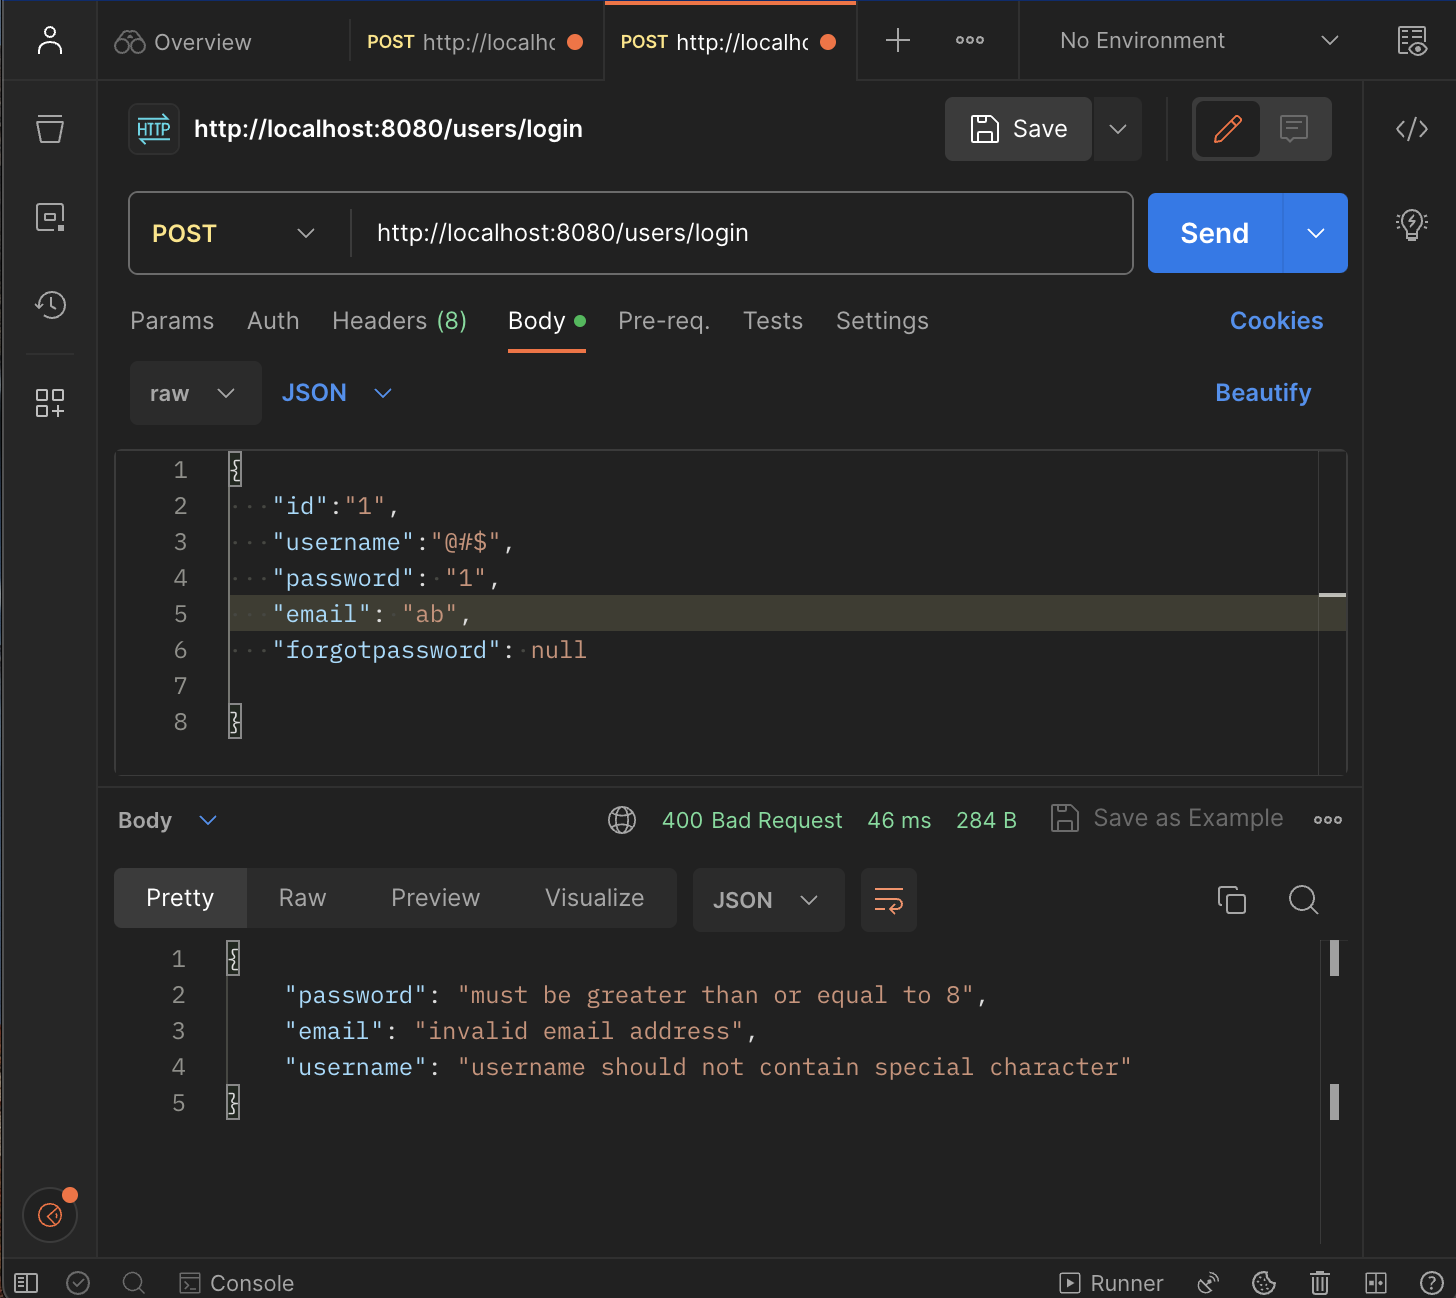 Overview
POST http://localho
POST http://localho
No Environment
HTTP http://localhost:8080/users/login
Save
POST http://localhost:8080/users/login
Send
Params Auth Headers (8) Body Pre-req. Tests Settings Cookies
raw JSON Beautify
1 {
2 "id":"1",
3 "username":"@#$",
4 "password": "1",
5 "email": "ab",
6 "forgotpassword": null
7
8 }
Body 400 Bad Request 46 ms 284 B Save as Example
Pretty Raw Preview Visualize JSON
1 {
2 "password": "must be greater than or equal to 8",
3 "email": "invalid email address",
4 "username": "username should not contain special character"
5 }
Console Runner